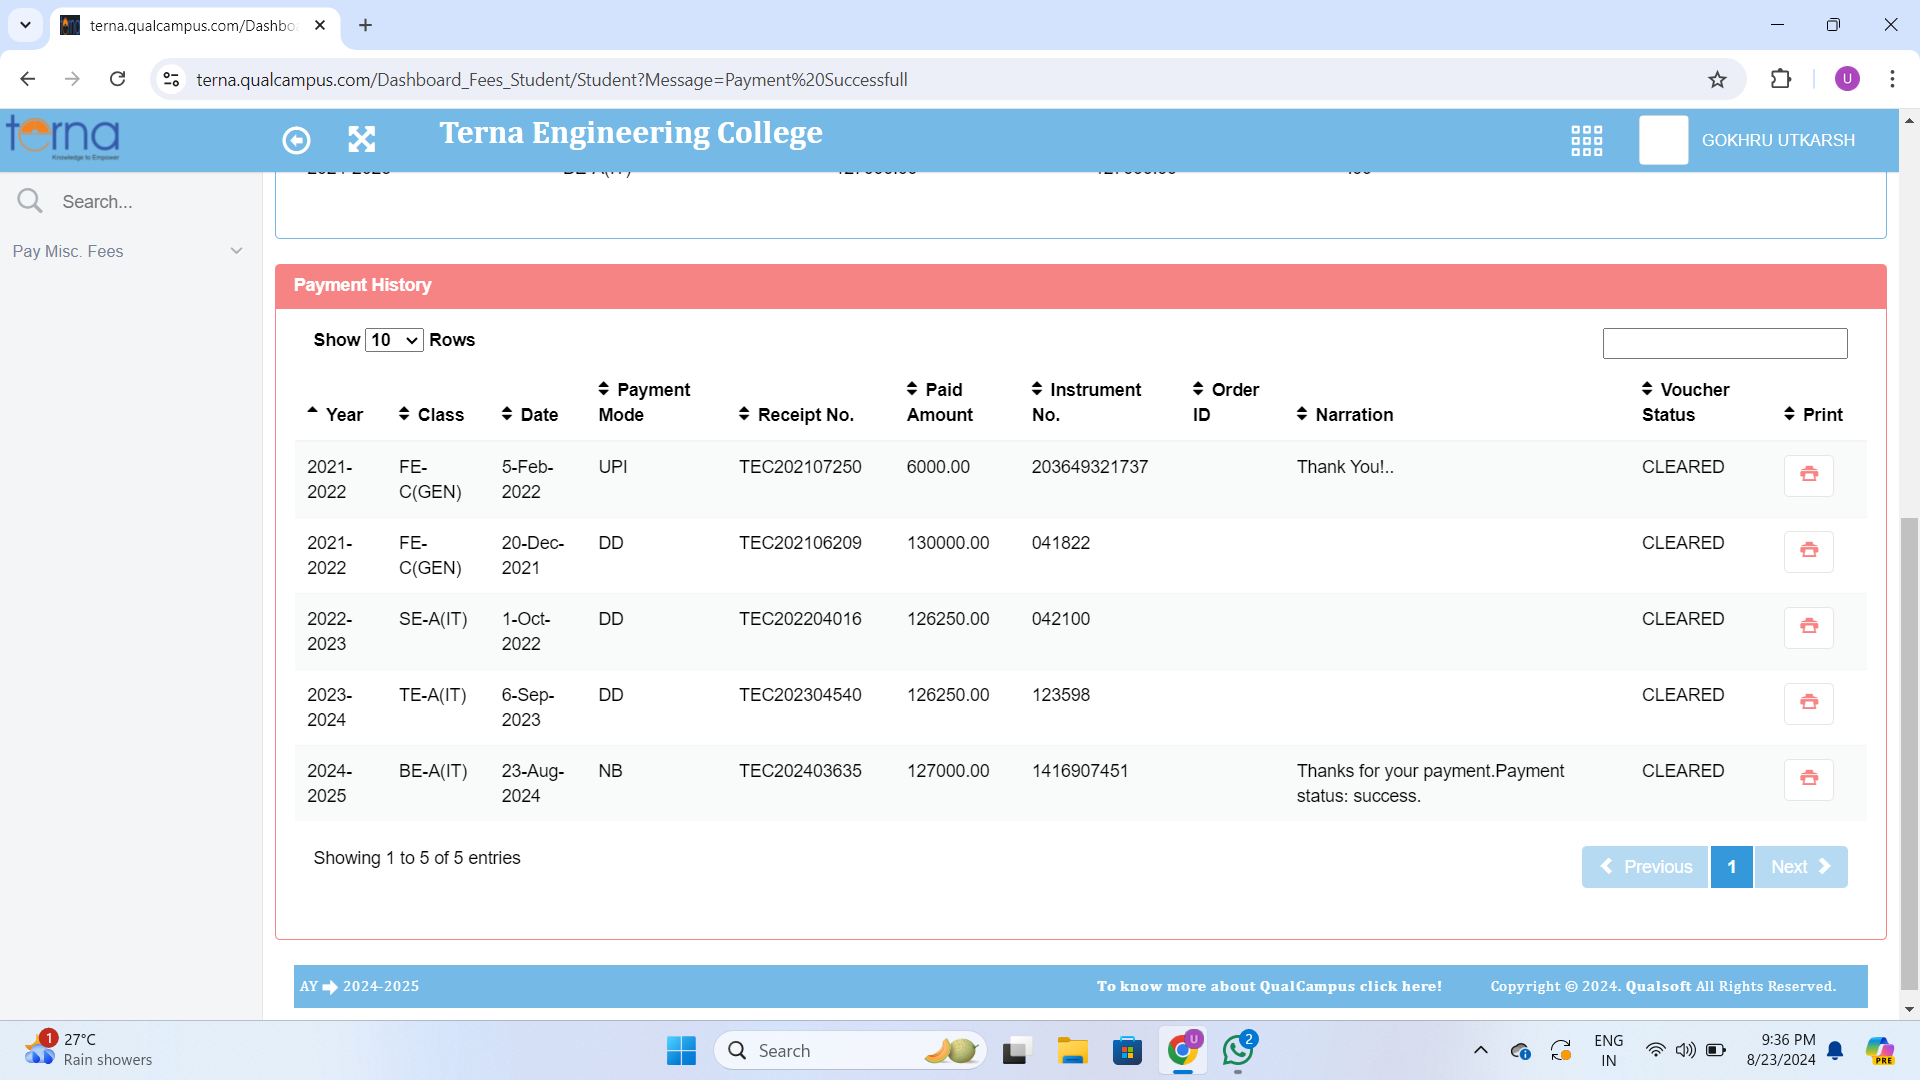 terna.qualcampus.com/Dashboa
terna.qualcampus.com/Dashboard_Fees_Student/Student?Message=Payment%20Successfull
U
terna
Knowledge to Empower
Terna Engineering College
GOKHRU UTKARSH
Search...
Pay Misc. Fees
Payment History
Show 10 Rows
Year Class Date Payment Mode Receipt No. Paid Amount Instrument No. Order ID Narration Voucher Status Print
2021-2022 FE-C(GEN) 5-Feb-2022 UPI TEC202107250 6000.00 203649321737 Thank You!.. CLEARED
2021-2022 FE-C(GEN) 20-Dec-2021 DD TEC202106209 130000.00 041822 CLEARED
2022-2023 SE-A(IT) 1-Oct-2022 DD TEC202204016 126250.00 042100 CLEARED
2023-2024 TE-A(IT) 6-Sep-2023 DD TEC202304540 126250.00 123598 CLEARED
2024-2025 BE-A(IT) 23-Aug-2024 NB TEC202403635 127000.00 1416907451 Thanks for your payment.Payment status: success. CLEARED
Showing 1 to 5 of 5 entries
Previous 1 Next
AY 2024-2025 To know more about QualCampus click here! Copyright © 2024. Qualsoft All Rights Reserved.
1
27°C
Rain showers
Search
U
2
ENG
IN
9:36 PM
8/23/2024
PRE